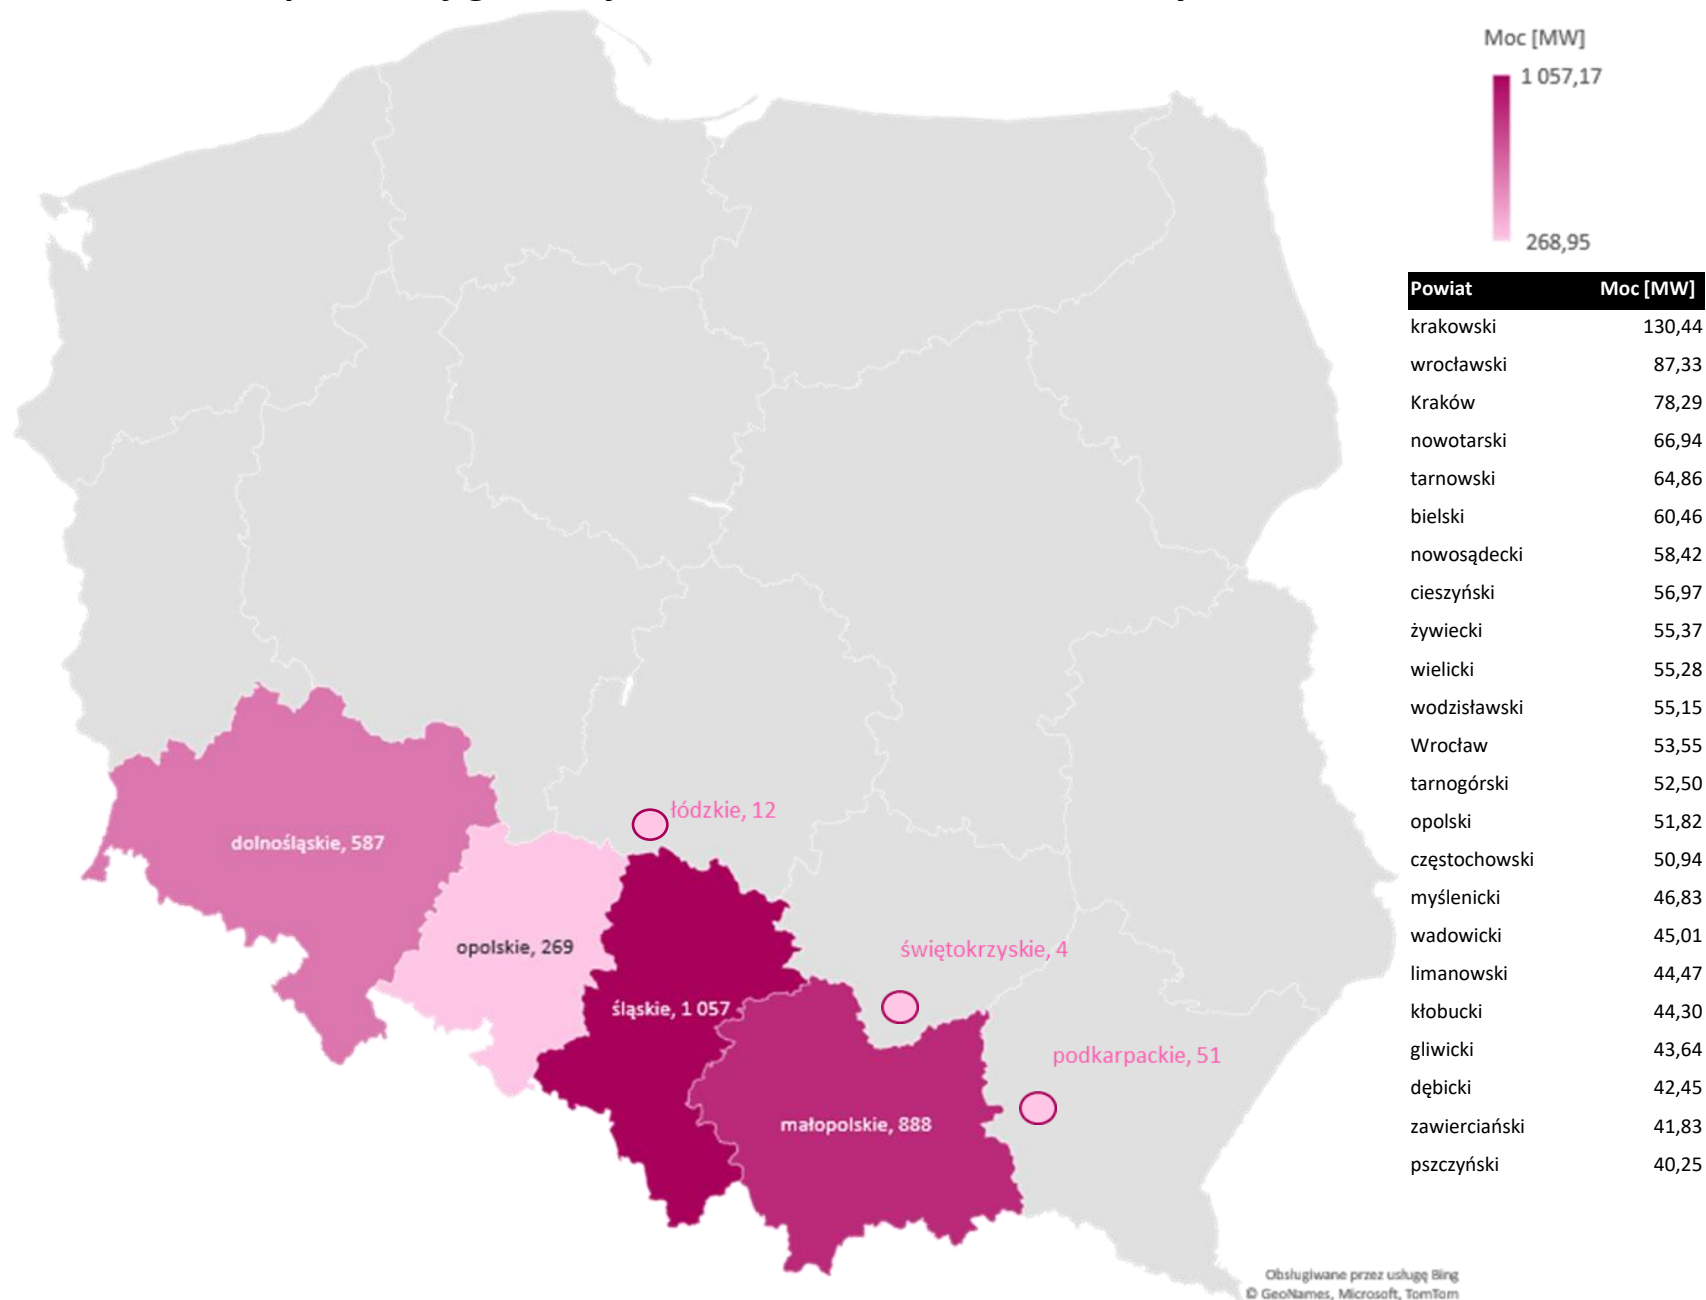 Moc [MW]
1 057,17
268,95
Powiat Moc [MW]
krakowski 130,44
wrocławski 87,33
Kraków 78,29
nowotarski 66,94
tarnowski 64,86
bielski 60,46
nowosądecki 58,42
cieszyński 56,97
żywiecki 55,37
wielicki 55,28
wodzisławski 55,15
Wrocław 53,55
tarnogórski 52,50
opolski 51,82
częstochowski 50,94
myślenicki 46,83
wadowicki 45,01
limanowski 44,47
kłobucki 44,30
gliwicki 43,64
dębicki 42,45
zawierciański 41,83
pszczyński 40,25
łódzkie, 12
dolnośląskie, 587
opolskie, 269
świętokrzyskie, 4
śląskie, 1 057
podkarpackie, 51
małopolskie, 888
Obsługiwane przez usługę Bing
© GeoNames, Microsoft, TomTom